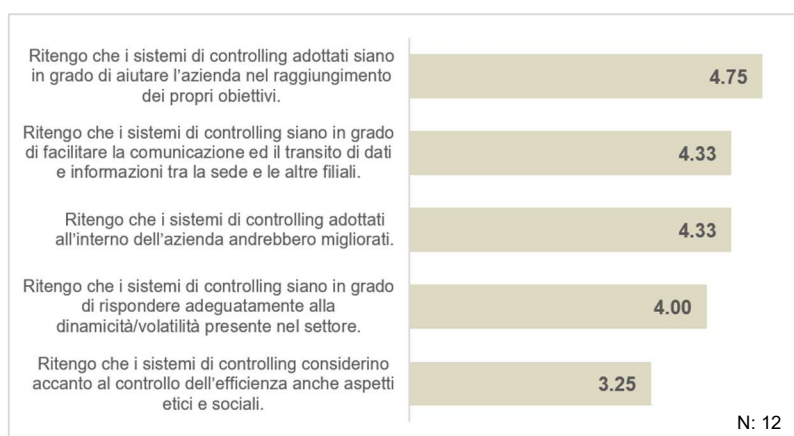 Ritengo che i sistemi di controlling adottati siano
in grado di aiutare l'azienda nel raggiungimento
dei propri obiettivi.
4.75
Ritengo che i sistemi di controlling siano in grado
di facilitare la comunicazione ed il transito di dati
e informazioni tra la sede e le altre filiali.
4.33
Ritengo che i sistemi di controlling adottati
all'interno dell'azienda andrebbero migliorati.
4.33
Ritengo che i sistemi di controlling siano in grado
di rispondere adeguatamente alla
dinamicità/volatilità presente nel settore.
4.00
Ritengo che i sistemi di controlling considerino
accanto al controllo dell'efficienza anche aspetti
etici e sociali.
3.25
N: 12